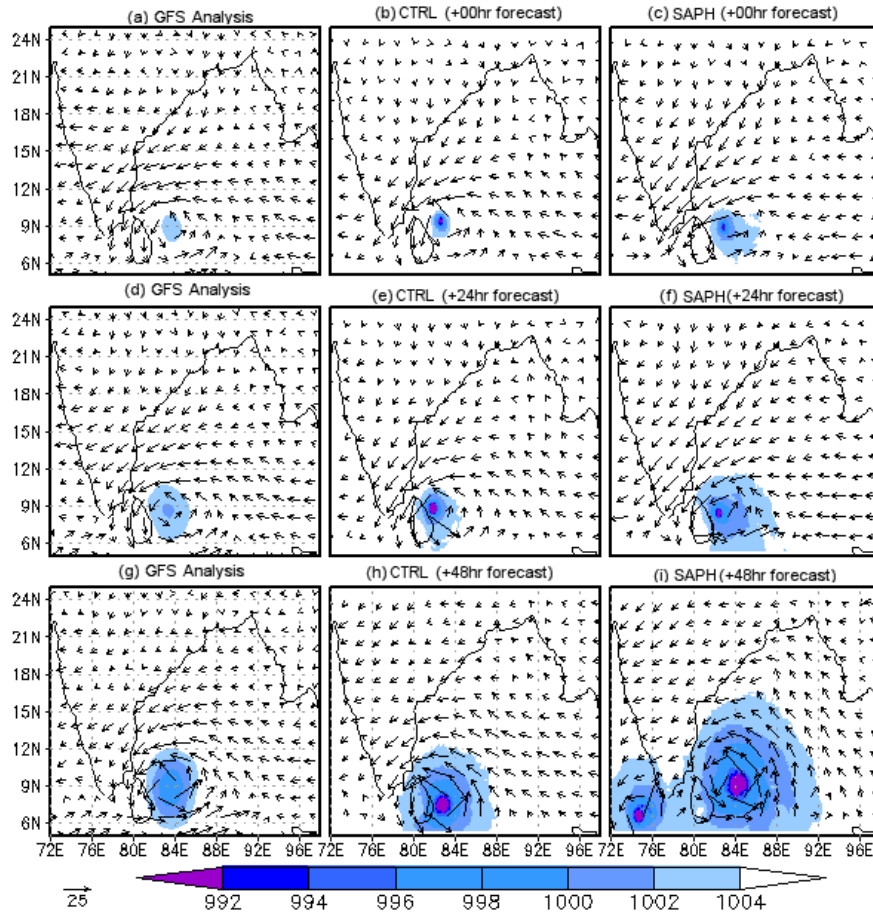 (a) GFS Analysis (b) CTRL (+00hr forecast) (c) SAPH (+00hr forecast)
24N
21N
18N
15N
12N
9N
6N
(d) GFS Analysis (e) CTRL (+24hr forecast) (f) SAPH (+24hr forecast)
24N
21N
18N
15N
12N
9N
6N
(g) GFS Analysis (h) CTRL (+48hr forecast) (i) SAPH (+48hr forecast)
24N
21N
18N
15N
12N
9N
6N
72E 76E 80E 84E 88E 92E 96E 72E 76E 80E 84E 88E 92E 96E 72E 76E 80E 84E 88E 92E 96E
25
992 994 996 998 1000 1002 1004